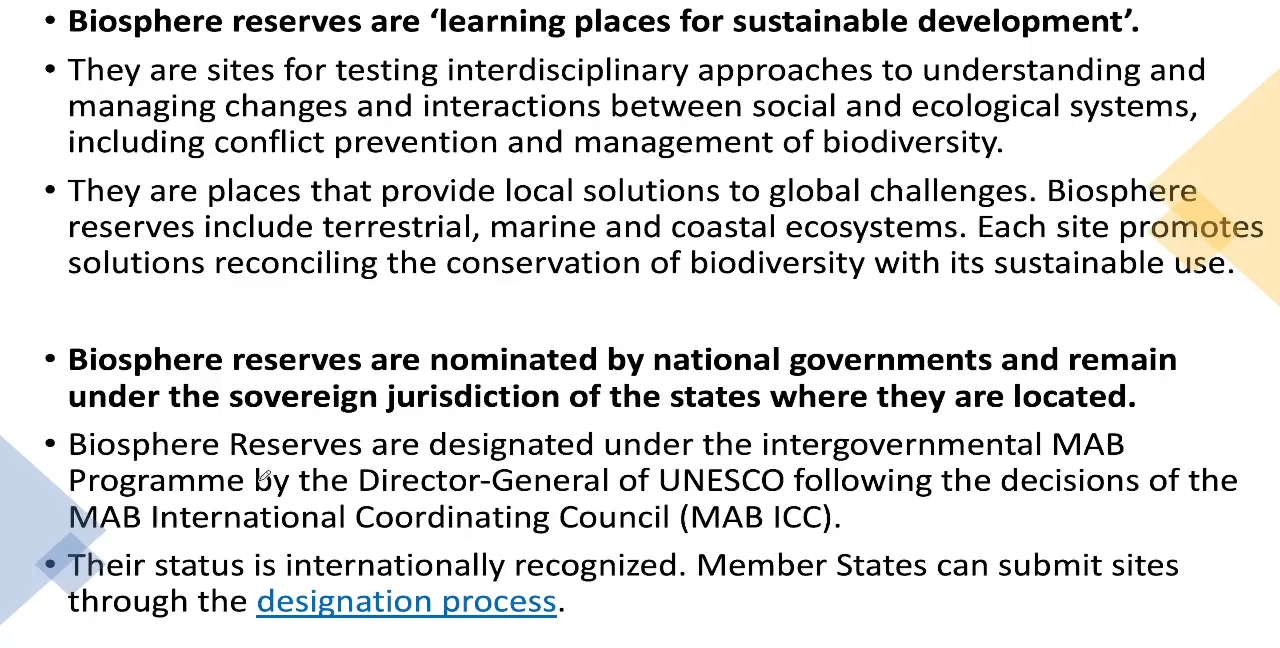 • Biosphere reserves are ‘learning places for sustainable development’.
• They are sites for testing interdisciplinary approaches to understanding and
managing changes and interactions between social and ecological systems,
including conflict prevention and management of biodiversity.
• They are places that provide local solutions to global challenges. Biosphere
reserves include terrestrial, marine and coastal ecosystems. Each site promotes
solutions reconciling the conservation of biodiversity with its sustainable use.
• Biosphere reserves are nominated by national governments and remain
under the sovereign jurisdiction of the states where they are located.
• Biosphere Reserves are designated under the intergovernmental MAB
Programme by the Director-General of UNESCO following the decisions of the
MAB International Coordinating Council (MAB ICC).
• Their status is internationally recognized. Member States can submit sites
through the designation process.